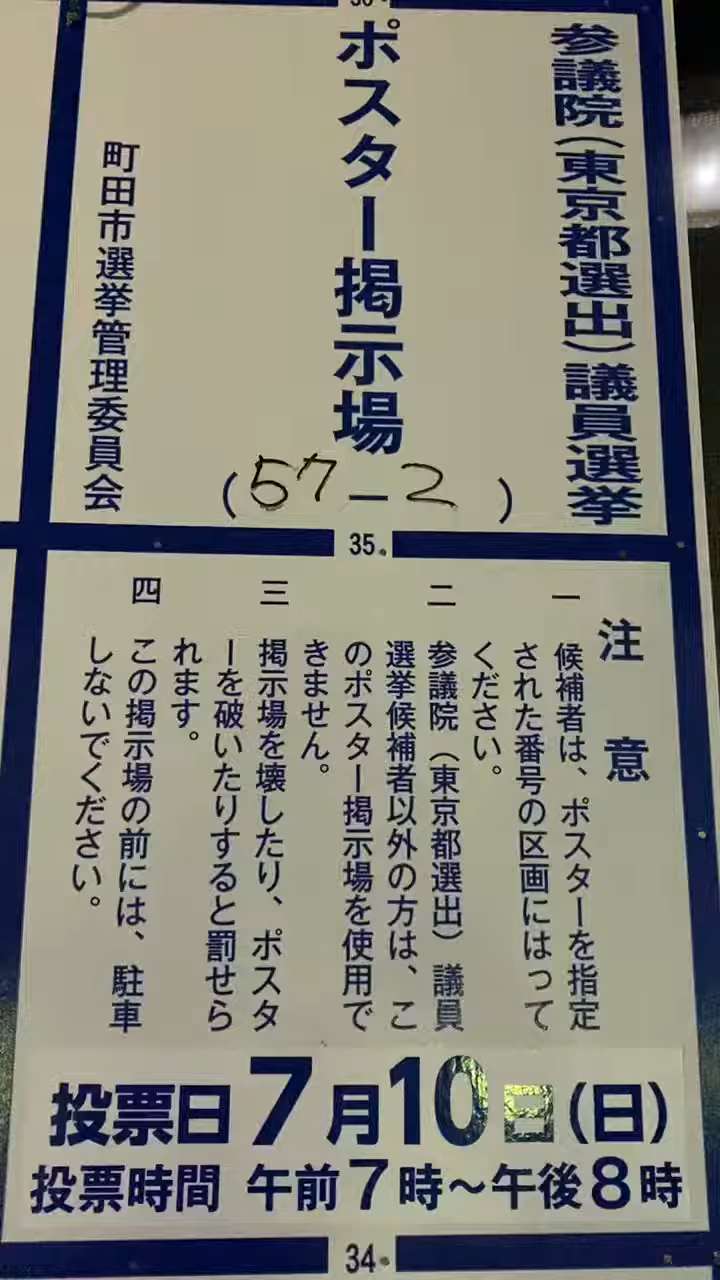 参議院（東京都選出）議員選挙
ポスター掲示場
（57－2）
町田市選挙管理委員会
35
注意
一 候補者は、ポスターを指定
された番号の区画にはって
ください。
二 参議院（東京都選出）議員
選挙候補者以外の方は、こ
のポスター掲示場を使用で
きません。
三 掲示場を壊したり、ポスタ
ーを破いたりすると罰せら
れます。
四 この掲示場の前には、駐車
しないでください。
投票日7月10日（日）
投票時間 午前7時～午後8時
34